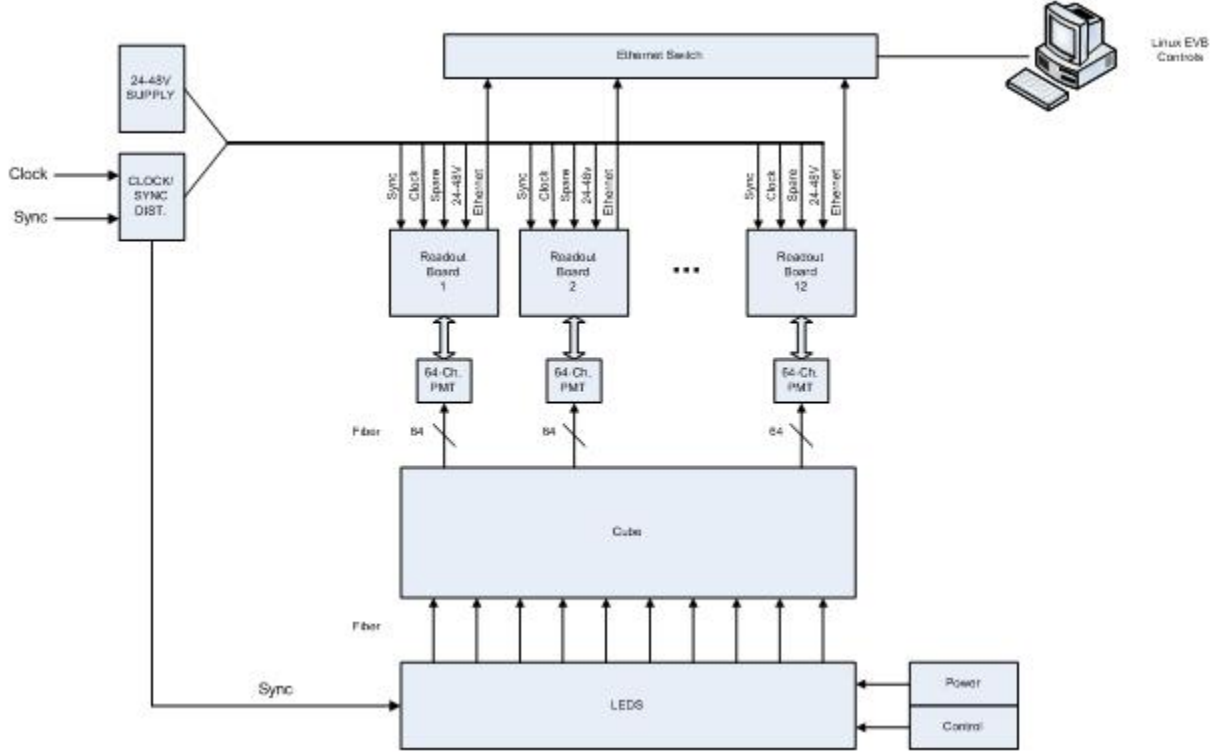 Linux EVB
Controls
Ethernet Switch
24-48V
SUPPLY
Clock
Sync
CLOCK/
SYNC
DIST.
Sync
Clock
Spare
24-48V
Ethernet
Sync
Clock
Spare
24-48v
Ethernet
Sync
Clock
Spare
24-48V
Ethernet
Readout
Board
1
Readout
Board
2
...
Readout
Board
12
64-Ch.
PMT
64-Ch.
PMT
64-Ch.
PMT
Fiber
64
64
64
Cube
Fiber
Sync
LEDS
Power
Control